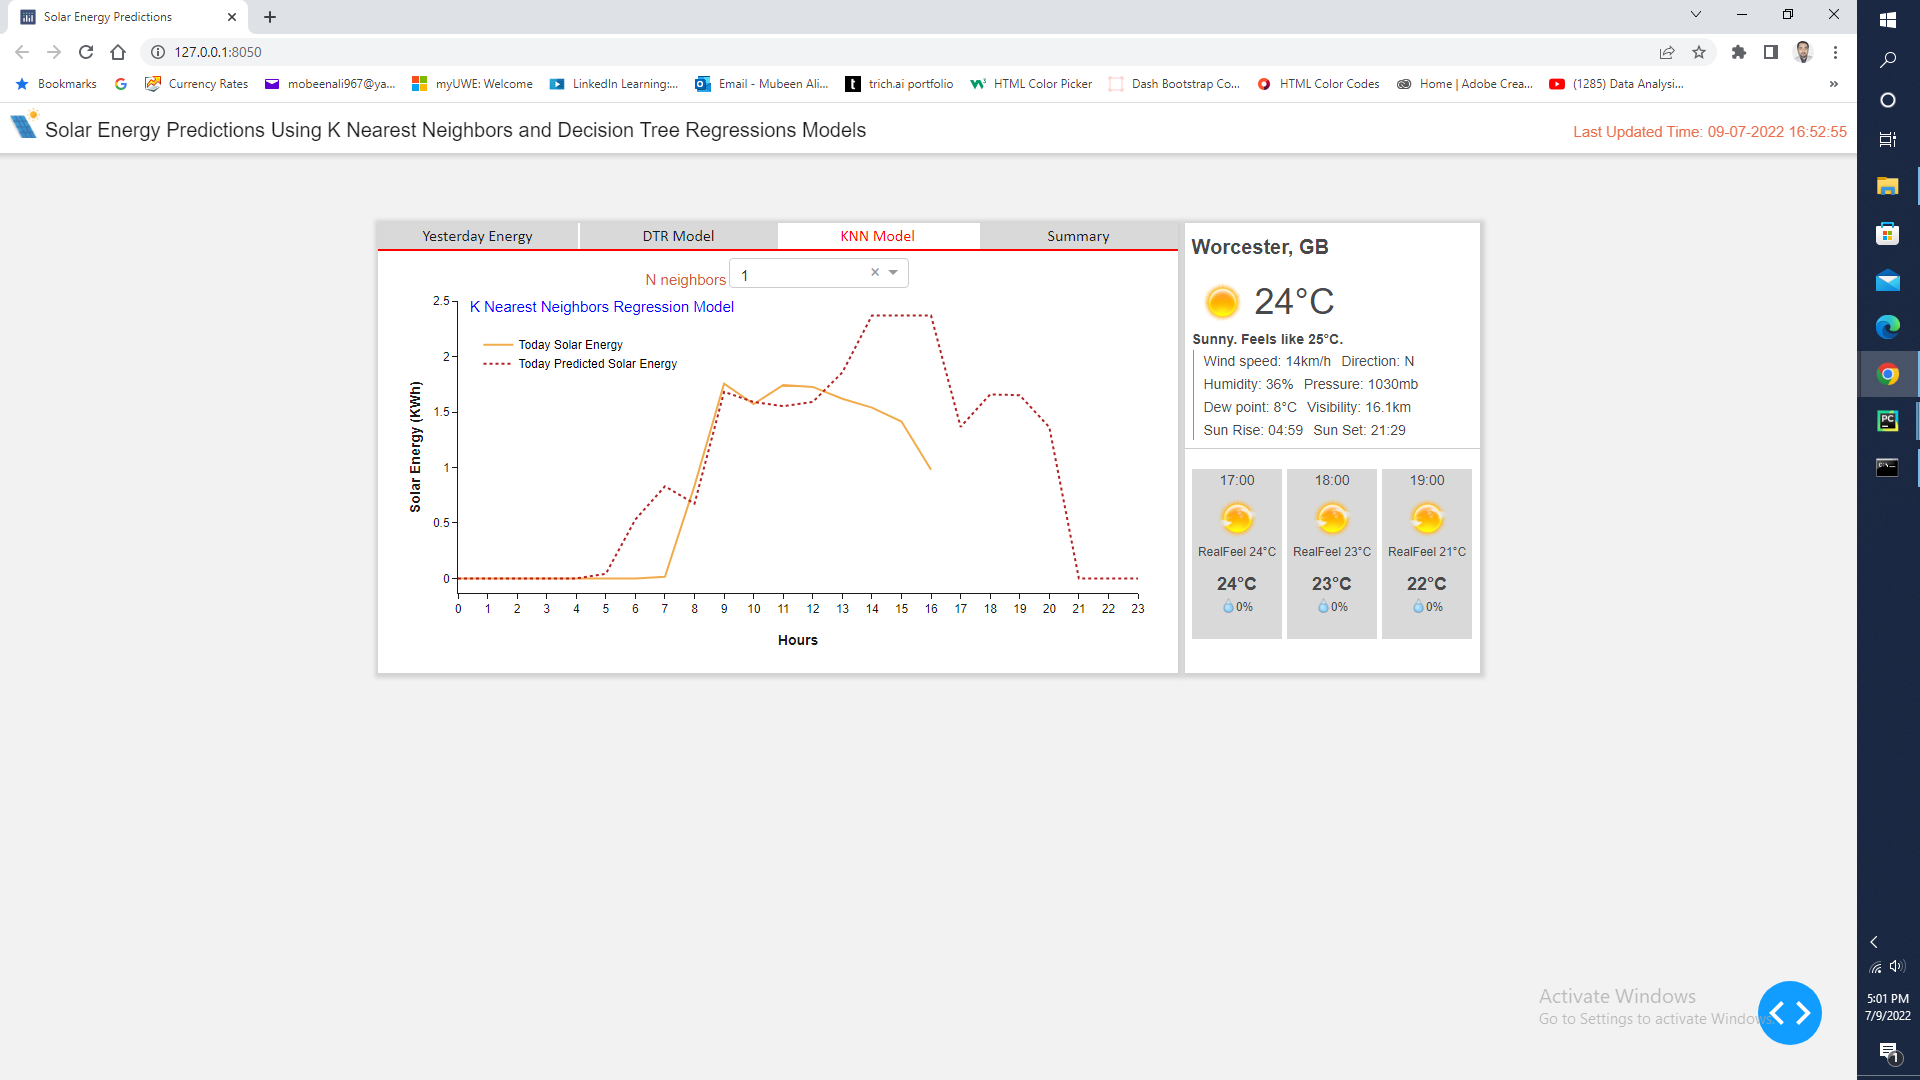 Solar Energy Predictions
127.0.0.1:8050
Bookmarks Currency Rates mobeenali967@ya... myUWE: Welcome LinkedIn Learning:... Email - Mubeen Ali... trich.ai portfolio HTML Color Picker Dash Bootstrap Co... HTML Color Codes Home | Adobe Crea... (1285) Data Analysi... »
Solar Energy Predictions Using K Nearest Neighbors and Decision Tree Regressions Models
Last Updated Time: 09-07-2022 16:52:55
Yesterday Energy DTR Model KNN Model Summary
N neighbors 1
K Nearest Neighbors Regression Model
Today Solar Energy
Today Predicted Solar Energy
Solar Energy (KWh)
2.5
2
1.5
1
0.5
0
0 1 2 3 4 5 6 7 8 9 10 11 12 13 14 15 16 17 18 19 20 21 22 23
Hours
Worcester, GB
24°C
Sunny. Feels like 25°C.
Wind speed: 14km/h Direction: N
Humidity: 36% Pressure: 1030mb
Dew point: 8°C Visibility: 16.1km
Sun Rise: 04:59 Sun Set: 21:29
17:00 18:00 19:00
RealFeel 24°C RealFeel 23°C RealFeel 21°C
24°C 23°C 22°C
0% 0% 0%
Activate Windows
Go to Settings to activate Windows.
PC
5:01 PM
7/9/2022
1